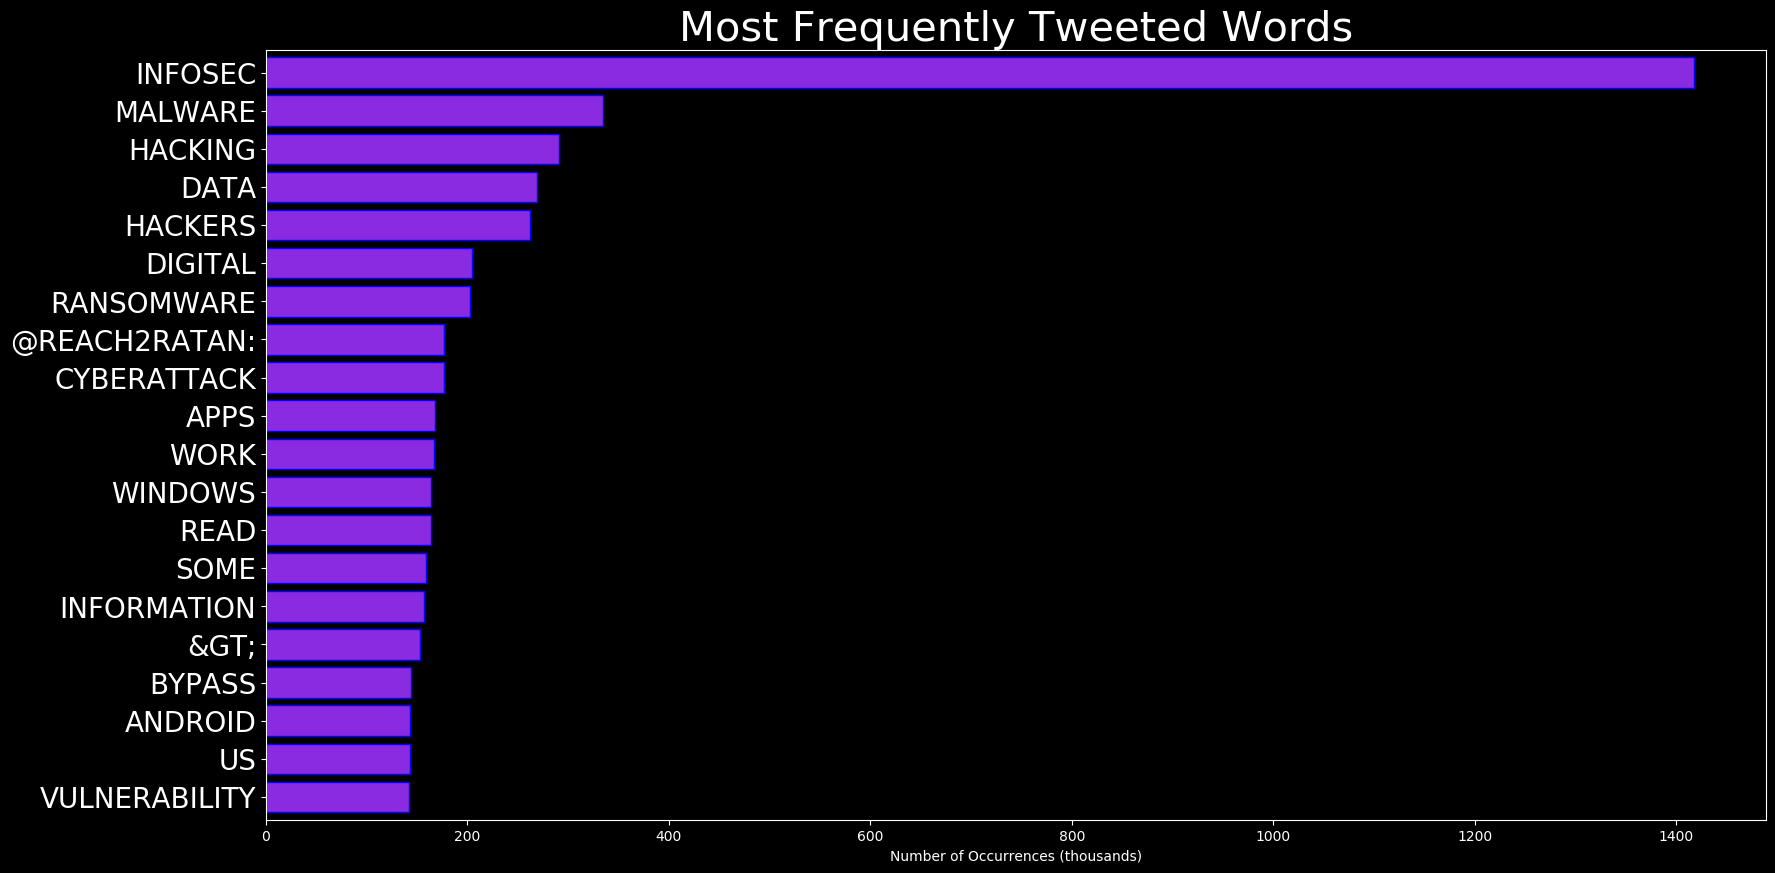 Most Frequently Tweeted Words
INFOSEC
MALWARE
HACKING
DATA
HACKERS
DIGITAL
RANSOMWARE
@REACH2RATAN:
CYBERATTACK
APPS
WORK
WINDOWS
READ
SOME
INFORMATION
&GT;
BYPASS
ANDROID
US
VULNERABILITY
0 200 400 600 800 1000 1200 1400
Number of Occurrences (thousands)